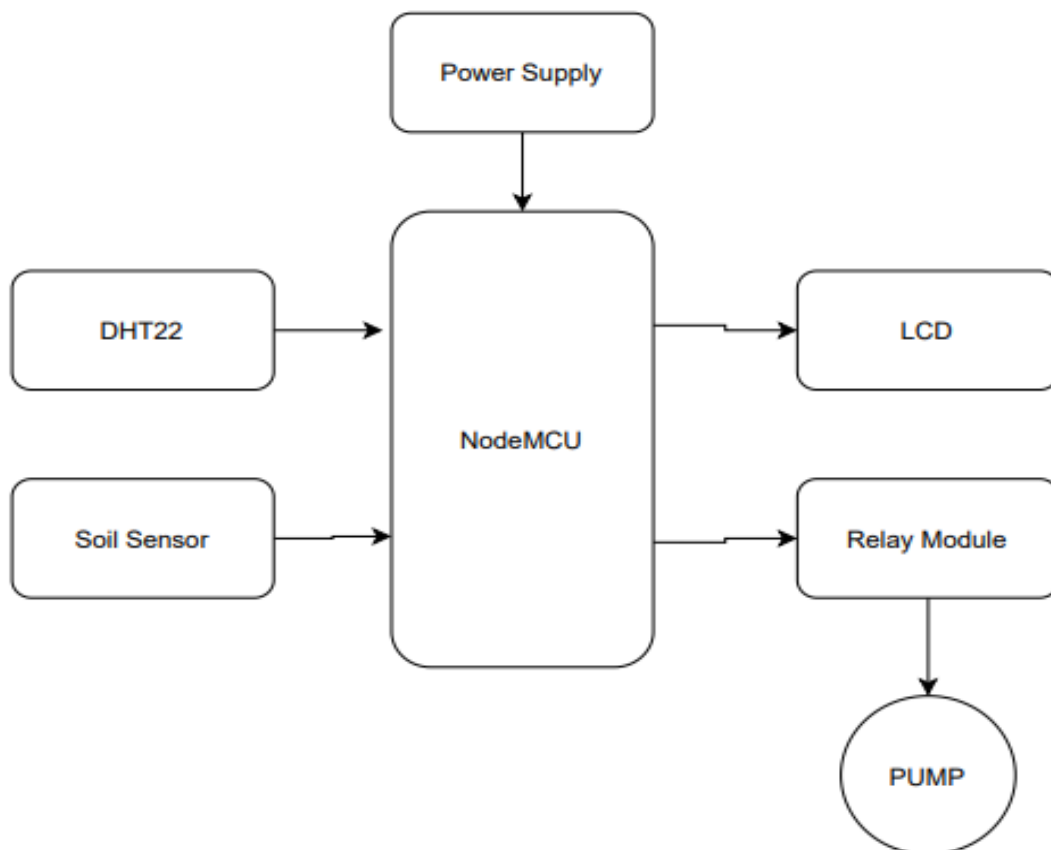 Power Supply
DHT22
LCD
NodeMCU
Soil Sensor
Relay Module
PUMP